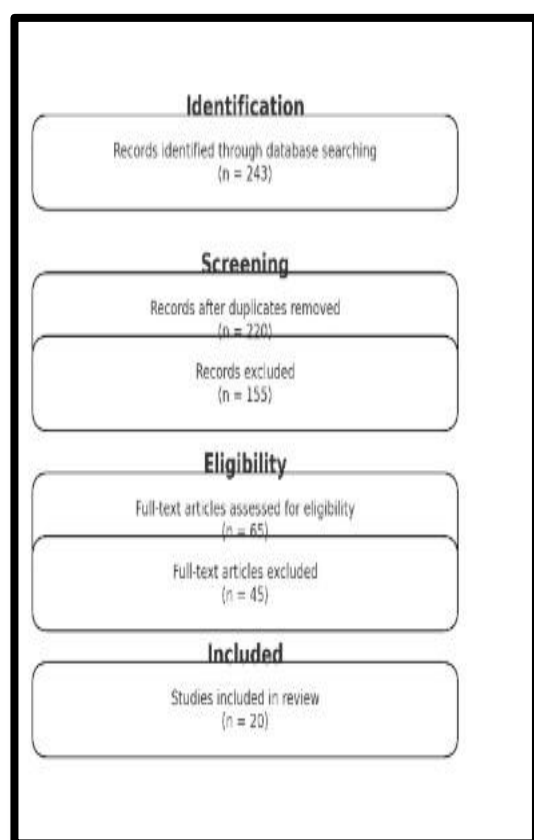 Identification
Records identified through database searching
(n = 243)
Screening
Records after duplicates removed
(n = 220)
Records excluded
(n = 155)
Eligibility
Full-text articles assessed for eligibility
(n = 65)
Full-text articles excluded
(n = 45)
Included
Studies included in review
(n = 20)